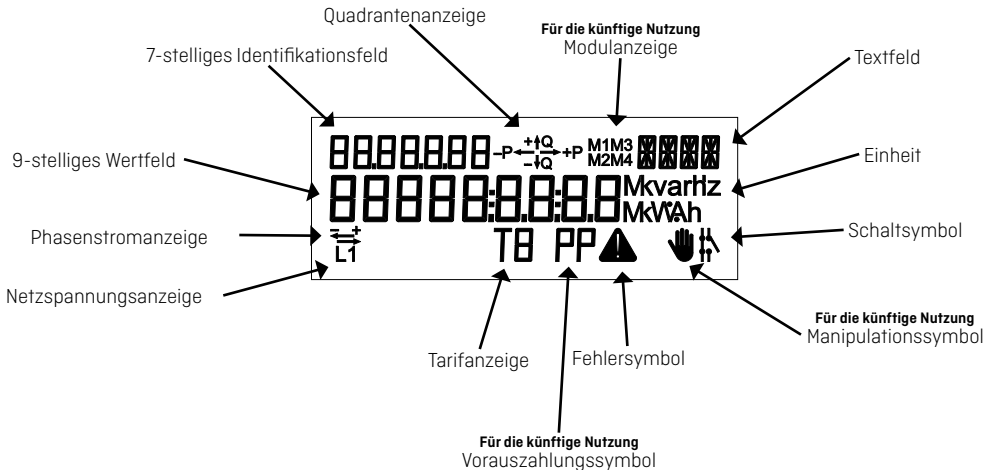 Quadrantenanzeige
Für die künftige Nutzung
Modulanzeige
7-stelliges Identifikationsfeld
Textfeld
88.8.8.8.8.8 -P +Q -Q +P M1M3
M2M4
9-stelliges Wertfeld
Einheit
88888:8.8:8.8 MkvarHz
MkWAh
Phasenstromanzeige
- +
L1
T8 PP
Schaltsymbol
Netzspannungsanzeige
Für die künftige Nutzung
Manipulationssymbol
Tarifanzeige
Fehlersymbol
Für die künftige Nutzung
Vorauszahlungssymbol